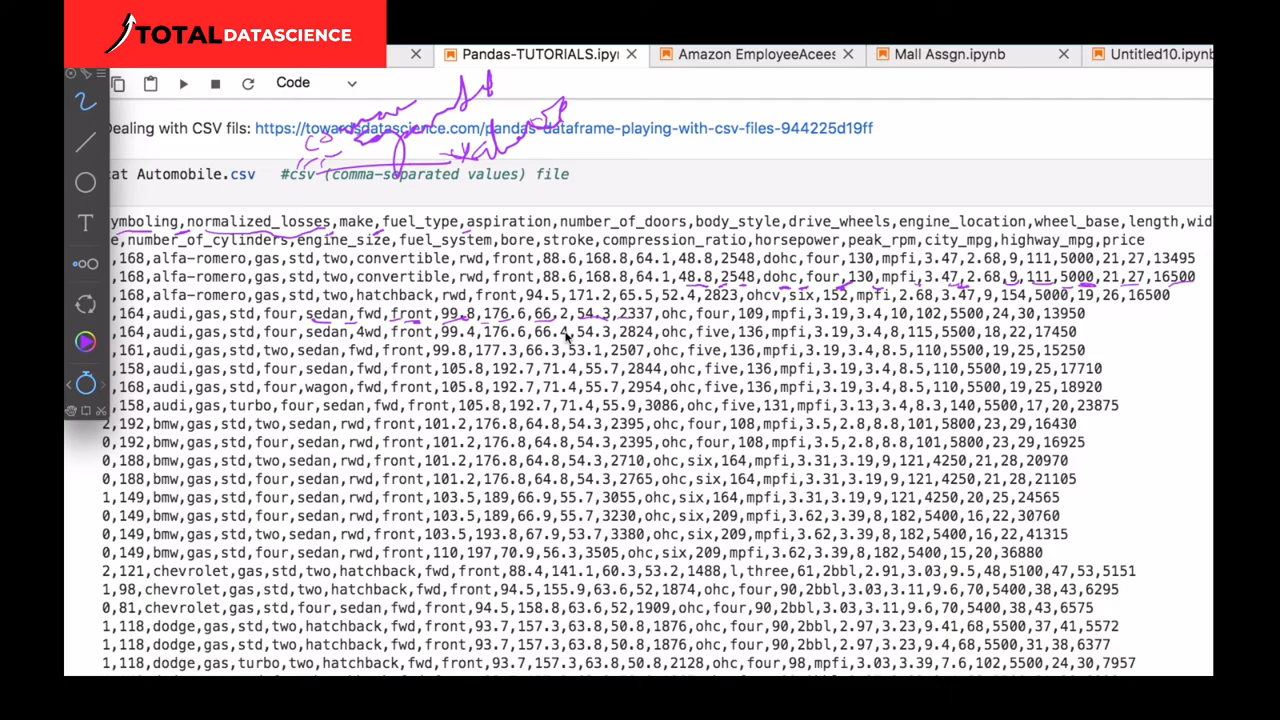 TOTALDATASCIENCE
Pandas-TUTORIALS.ipyı
Amazon EmployeeAcees
Mall Assgn.ipynb
Untitled10.ipynb
Code
Dealing with CSV fils: https://towardsdatascience.com/pandas-dataframe-playing-with-csv-files-944225d19ff
cat Automobile.csv #csv (comma-separated values) file
ymboling,normalized_losses,make,fuel_type,aspiration,number_of_doors,body_style,drive_wheels,engine_location,wheel_base,length,wid
e,number_of_cylinders,engine_size,fuel_system,bore,stroke,compression_ratio,horsepower,peak_rpm,city_mpg,highway_mpg,price
,168,alfa-romero,gas,std,two,convertible,rwd,front,88.6,168.8,64.1,48.8,2548,dohc,four,130,mpfi,3.47,2.68,9,111,5000,21,27,13495
,168,alfa-romero,gas,std,two,convertible,rwd,front,88.6,168.8,64.1,48.8,2548,dohc,four,130,mpfi,3.47,2.68,9,111,5000,21,27,16500
,168,alfa-romero,gas,std,two,hatchback,rwd,front,94.5,171.2,65.5,52.4,2823,ohcv,six,152,mpfi,2.68,3.47,9,154,5000,19,26,16500
,164,audi,gas,std,four,sedan,fwd,front,99.8,176.6,66.2,54.3,2337,ohc,four,109,mpfi,3.19,3.4,10,102,5500,24,30,13950
,164,audi,gas,std,four,sedan,4wd,front,99.4,176.6,66.4,54.3,2824,ohc,five,136,mpfi,3.19,3.4,8,115,5500,18,22,17450
,161,audi,gas,std,two,sedan,fwd,front,99.8,177.3,66.3,53.1,2507,ohc,five,136,mpfi,3.19,3.4,8.5,110,5500,19,25,15250
,158,audi,gas,std,four,sedan,fwd,front,105.8,192.7,71.4,55.7,2844,ohc,five,136,mpfi,3.19,3.4,8.5,110,5500,19,25,17710
,168,audi,gas,std,four,wagon,fwd,front,105.8,192.7,71.4,55.7,2954,ohc,five,136,mpfi,3.19,3.4,8.5,110,5500,19,25,18920
,158,audi,gas,turbo,four,sedan,fwd,front,105.8,192.7,71.4,55.9,3086,ohc,five,131,mpfi,3.13,3.4,8.3,140,5500,17,20,23875
2,192,bmw,gas,std,two,sedan,rwd,front,101.2,176.8,64.8,54.3,2395,ohc,four,108,mpfi,3.5,2.8,8.8,101,5800,23,29,16430
0,192,bmw,gas,std,four,sedan,rwd,front,101.2,176.8,64.8,54.3,2395,ohc,four,108,mpfi,3.5,2.8,8.8,101,5800,23,29,16925
0,188,bmw,gas,std,two,sedan,rwd,front,101.2,176.8,64.8,54.3,2710,ohc,six,164,mpfi,3.31,3.19,9,121,4250,21,28,20970
0,188,bmw,gas,std,four,sedan,rwd,front,101.2,176.8,64.8,54.3,2765,ohc,six,164,mpfi,3.31,3.19,9,121,4250,21,28,21105
1,149,bmw,gas,std,four,sedan,rwd,front,103.5,189,66.9,55.7,3055,ohc,six,164,mpfi,3.31,3.19,9,121,4250,20,25,24565
0,149,bmw,gas,std,four,sedan,rwd,front,103.5,189,66.9,55.7,3230,ohc,six,209,mpfi,3.62,3.39,8,182,5400,16,22,30760
0,149,bmw,gas,std,two,sedan,rwd,front,103.5,193.8,67.9,53.7,3380,ohc,six,209,mpfi,3.62,3.39,8,182,5400,16,22,41315
0,149,bmw,gas,std,four,sedan,rwd,front,110,197,70.9,56.3,3505,ohc,six,209,mpfi,3.62,3.39,8,182,5400,15,20,36880
2,121,chevrolet,gas,std,two,hatchback,fwd,front,88.4,141.1,60.3,53.2,1488,l,three,61,2bbl,2.91,3.03,9.5,48,5100,47,53,5151
1,98,chevrolet,gas,std,two,hatchback,fwd,front,94.5,155.9,63.6,52,1874,ohc,four,90,2bbl,3.03,3.11,9.6,70,5400,38,43,6295
0,81,chevrolet,gas,std,four,sedan,fwd,front,94.5,158.8,63.6,52,1909,ohc,four,90,2bbl,3.03,3.11,9.6,70,5400,38,43,6575
1,118,dodge,gas,std,two,hatchback,fwd,front,93.7,157.3,63.8,50.8,1876,ohc,four,90,2bbl,2.97,3.23,9.41,68,5500,37,41,5572
1,118,dodge,gas,std,two,hatchback,fwd,front,93.7,157.3,63.8,50.8,1876,ohc,four,90,2bbl,2.97,3.23,9.4,68,5500,31,38,6377
1,118,dodge,gas,turbo,two,hatchback,fwd,front,93.7,157.3,63.8,50.8,2128,ohc,four,98,mpfi,3.03,3.39,7.6,102,5500,24,30,7957